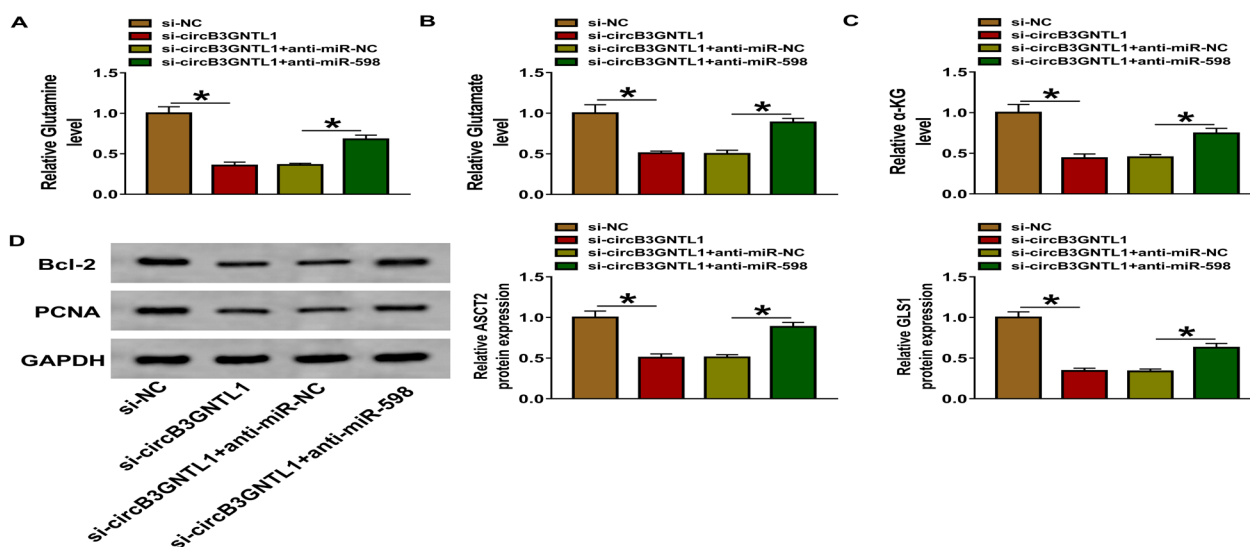 A
si-NC
si-circB3GNTL1
si-circB3GNTL1+anti-miR-NC
si-circB3GNTL1+anti-miR-598
Relative Glutamine
level
1.5
1.0
0.5
0.0
*
*
B
si-NC
si-circB3GNTL1
si-circB3GNTL1+anti-miR-NC
si-circB3GNTL1+anti-miR-598
Relative Glutamate
level
1.5
1.0
0.5
0.0
*
*
C
si-NC
si-circB3GNTL1
si-circB3GNTL1+anti-miR-NC
si-circB3GNTL1+anti-miR-598
Relative α-KG
level
1.5
1.0
0.5
0.0
*
*
D
Bcl-2
PCNA
GAPDH
si-NC
si-circB3GNTL1
si-circB3GNTL1+anti-miR-NC
si-circB3GNTL1+anti-miR-598
si-NC
si-circB3GNTL1
si-circB3GNTL1+anti-miR-NC
si-circB3GNTL1+anti-miR-598
Relative ASCT2
protein expression
1.5
1.0
0.5
0.0
*
*
si-NC
si-circB3GNTL1
si-circB3GNTL1+anti-miR-NC
si-circB3GNTL1+anti-miR-598
Relative GLS1
protein expression
1.5
1.0
0.5
0.0
*
*